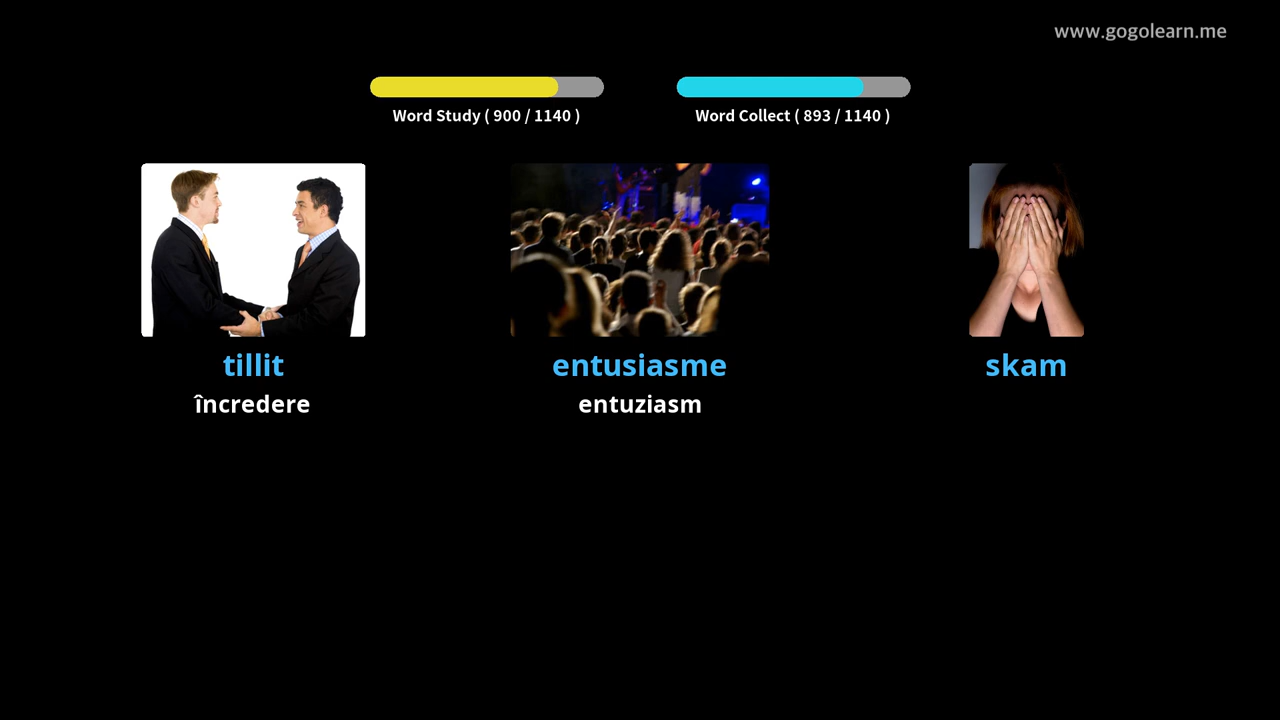 www.gogolearn.me
Word Study ( 900 / 1140 )
Word Collect ( 893 / 1140 )
tillit
încredere
entusiasme
entuziasm
skam